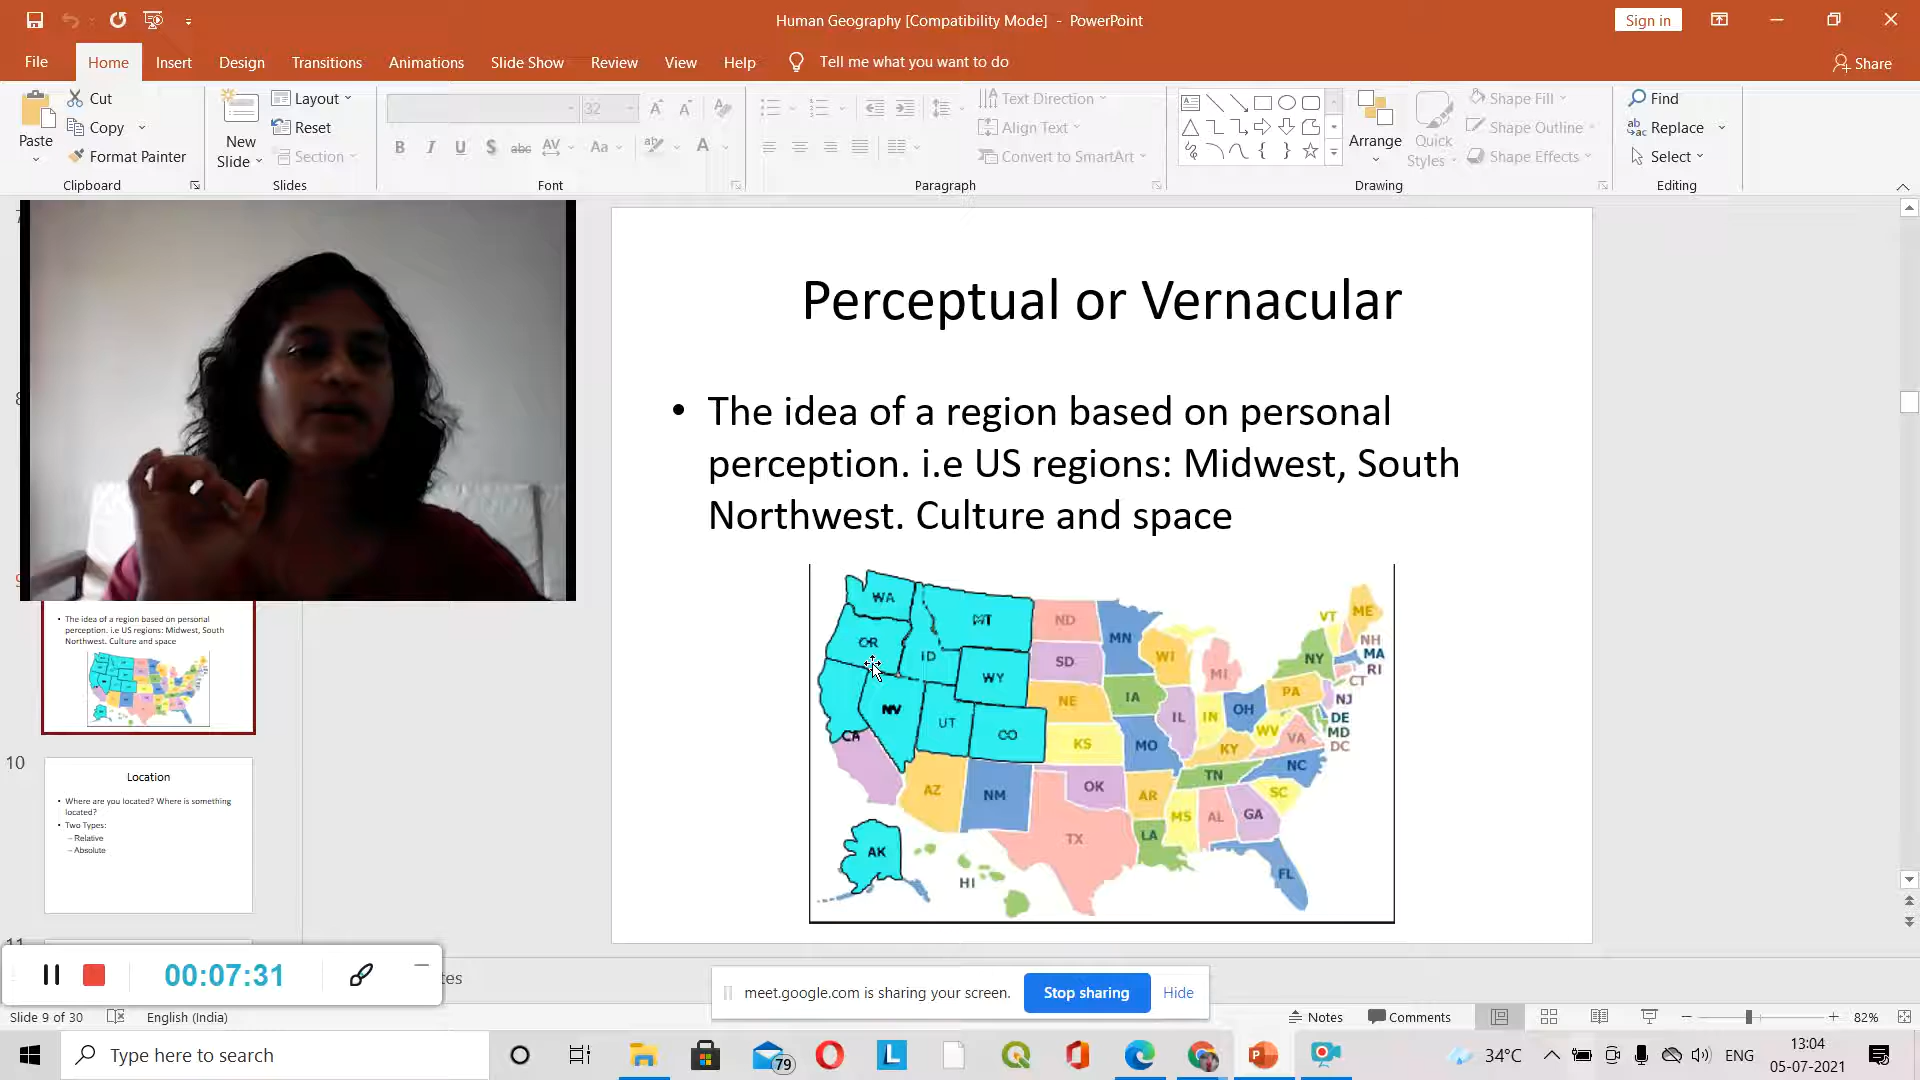 Human Geography [Compatibility Mode] - PowerPoint
Sign in
File Home Insert Design Transitions Animations Slide Show Review View Help Tell me what you want to do
Share
Paste
Cut
Copy
Format Painter
Clipboard
New
Slide
Layout
Reset
Section
Slides
32
B I U S abc AV Aa A
Font
Text Direction
Align Text
Convert to SmartArt
Paragraph
Arrange
Quick
Styles
Shape Fill
Shape Outline
Shape Effects
Drawing
Find
Replace
Select
Editing
Perceptual or Vernacular
• The idea of a region based on personal
perception. i.e US regions: Midwest, South
Northwest. Culture and space
WA
OR
CA
NV
ID
MT
WY
UT
CO
AZ
NM
AK
HI
ND
SD
NE
KS
OK
TX
MN
IA
MO
AR
LA
WI
IL
MI
IN
OH
KY
TN
MS
AL
GA
FL
SC
NC
VA
WV
PA
NY
VT
ME
NH
MA
RI
CT
NJ
DE
MD
DC
• The idea of a region based on personal
perception. i.e US regions: Midwest, South
Northwest. Culture and space
10
Location
• Where are you located? Where is something
located?
• Two Types:
– Relative
– Absolute
00:07:31
meet.google.com is sharing your screen.
Stop sharing
Hide
Slide 9 of 30
English (India)
Notes
Comments
82%
Type here to search
79
34°C
ENG
13:04
05-07-2021